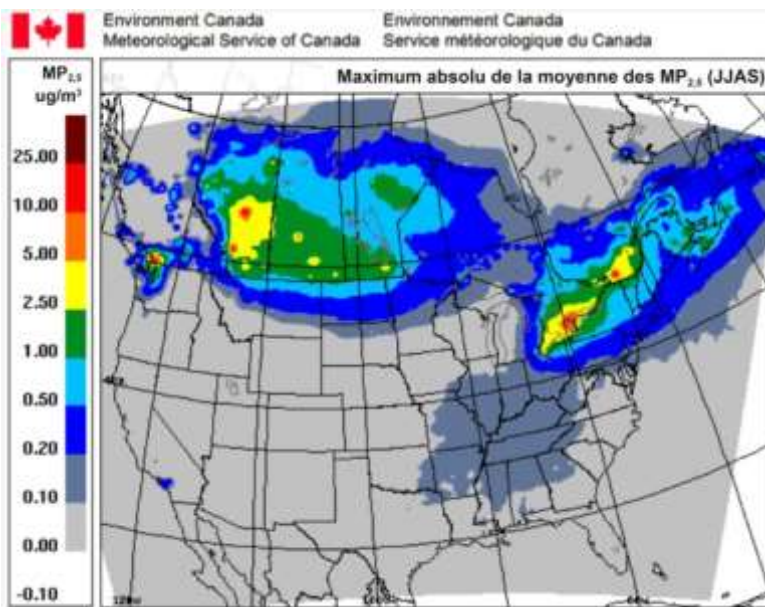 Environment Canada
Meteorological Service of Canada
Environnement Canada
Service météorologique du Canada
MP2,5
ug/m³
Maximum absolu de la moyenne des MP2,5 (JJAS)
25.00
10.00
5.00
2.50
1.00
0.50
0.20
0.10
0.00
-0.10